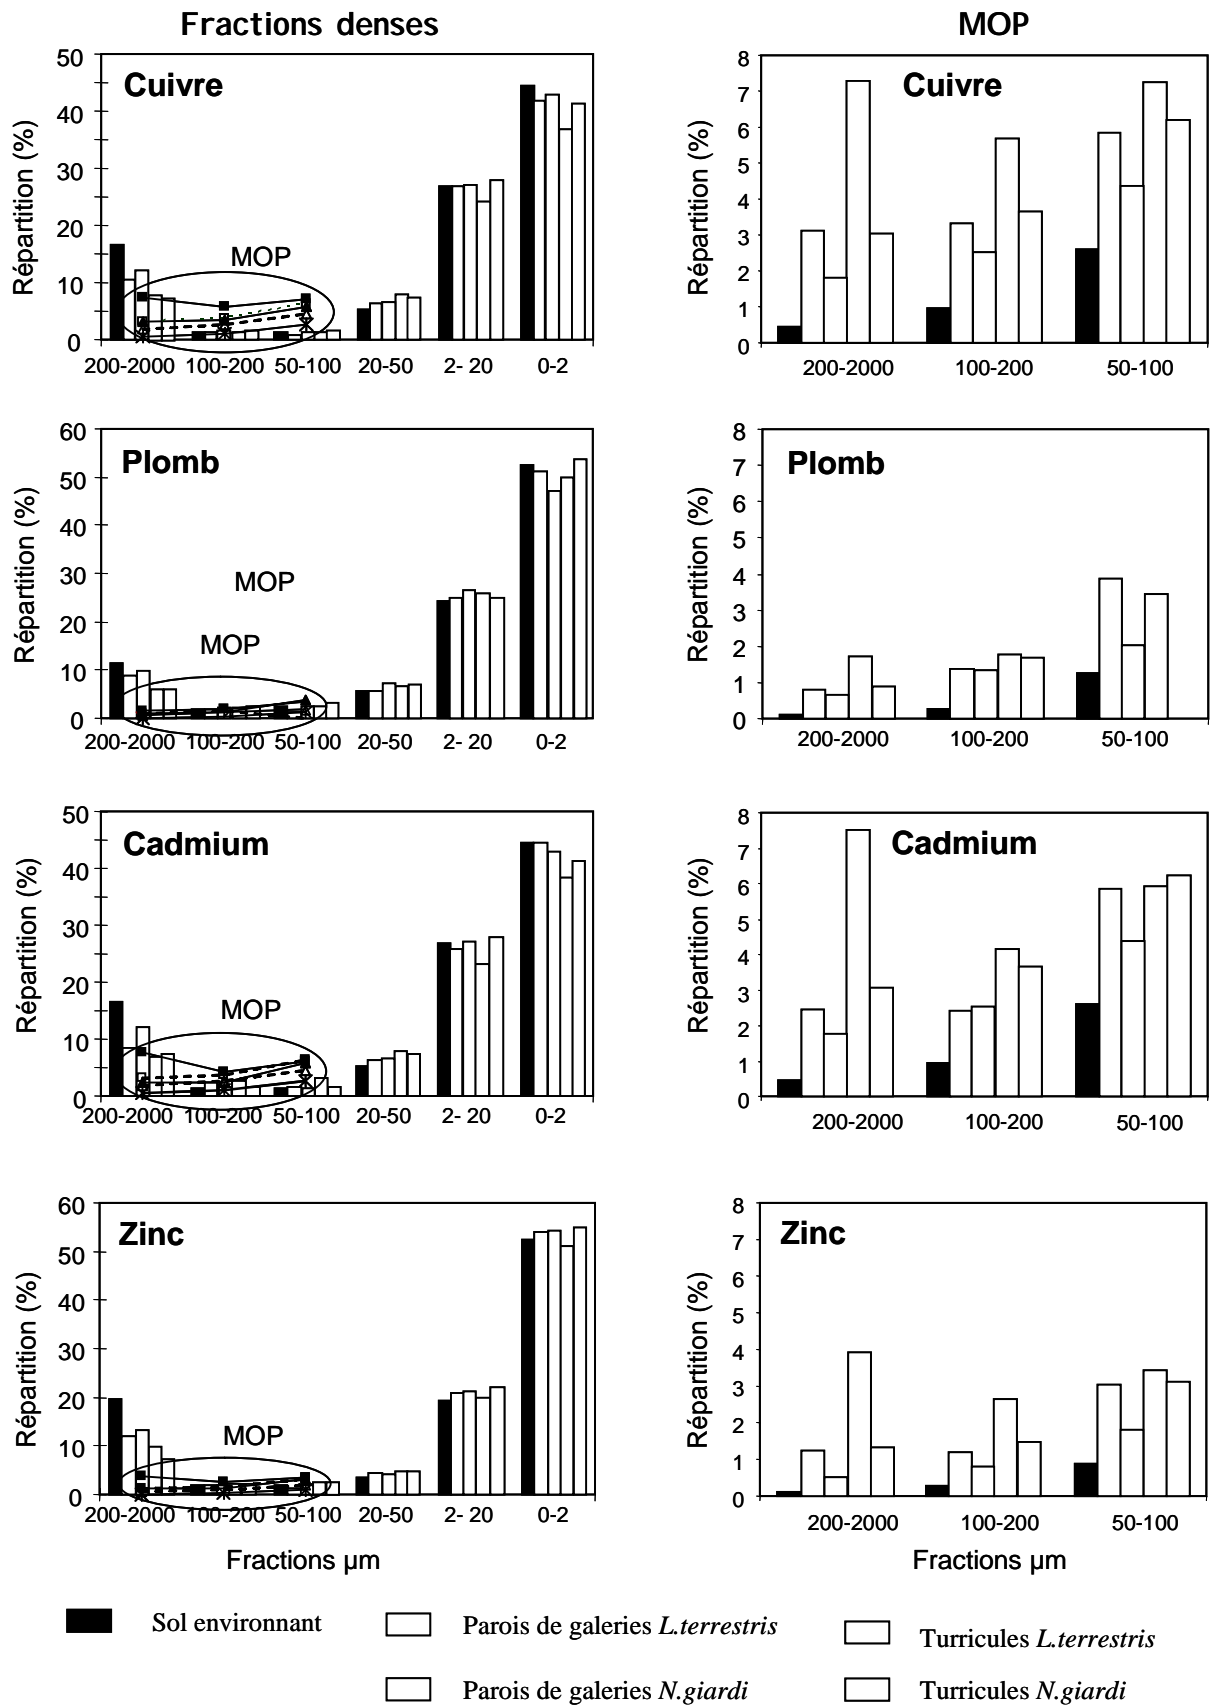 Fractions denses
MOP
50
40
30
20
10
0
Répartition (%)
Cuivre
MOP
200-2000 100-200 50-100 20-50 2- 20 0-2
8
7
6
5
4
3
2
1
0
Répartition (%)
Cuivre
200-2000 100-200 50-100
60
50
40
30
20
10
0
Répartition (%)
Plomb
MOP
MOP
200-2000 100-200 50-100 20-50 2- 20 0-2
8
7
6
5
4
3
2
1
0
Répartition (%)
Plomb
200-2000 100-200 50-100
50
40
30
20
10
0
Répartition (%)
Cadmium
MOP
200-2000 100-200 50-100 20-50 2- 20 0-2
8
7
6
5
4
3
2
1
0
Répartition (%)
Cadmium
200-2000 100-200 50-100
60
50
40
30
20
10
0
Répartition (%)
Zinc
MOP
200-2000 100-200 50-100 20-50 2- 20 0-2
Fractions µm
8
7
6
5
4
3
2
1
0
Répartition (%)
Zinc
200-2000 100-200 50-100
Fractions µm
Sol environnant
Parois de galeries L.terrestris
Turricules L.terrestris
Parois de galeries N.giardi
Turricules N.giardi